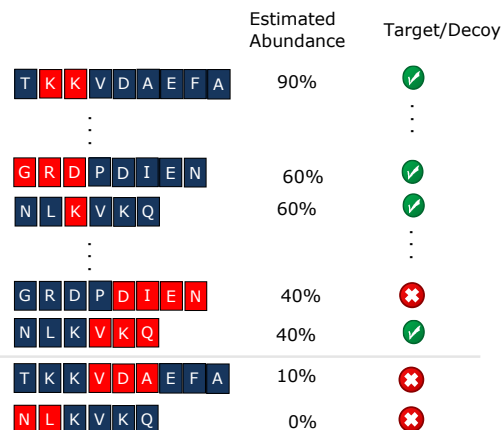 Estimated Abundance Target/Decoy
T K K V D A E F A 90%
G R D P D I E N 60%
N L K V K Q 60%
G R D P D I E N 40%
N L K V K Q 40%
T K K V D A E F A 10%
N L K V K Q 0%